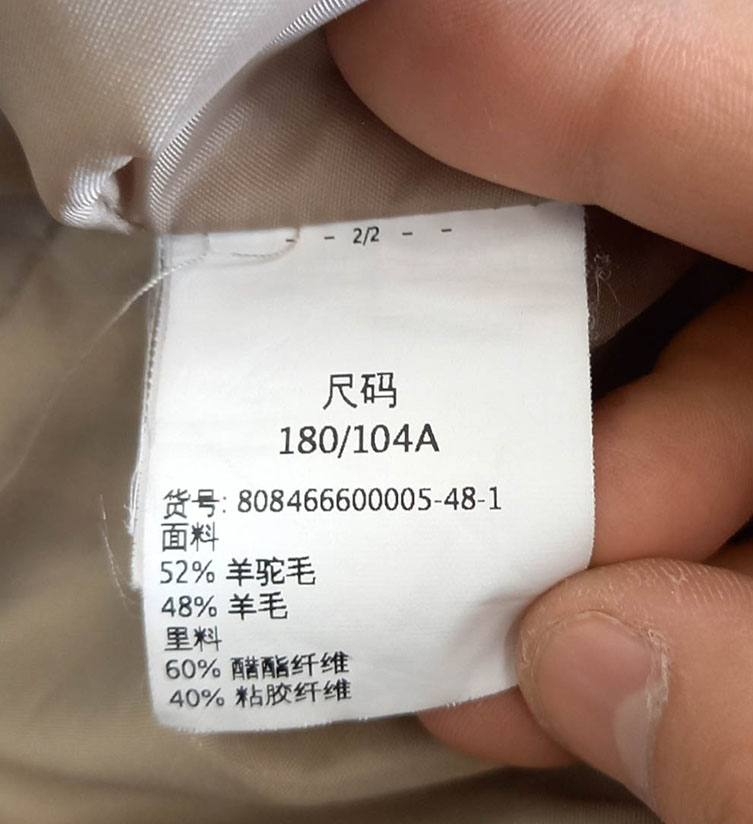 - - 2/2 - -
尺码
180/104A
货号: 808466600005-48-1
面料
52% 羊驼毛
48% 羊毛
里料
60% 醋酯纤维
40% 粘胶纤维